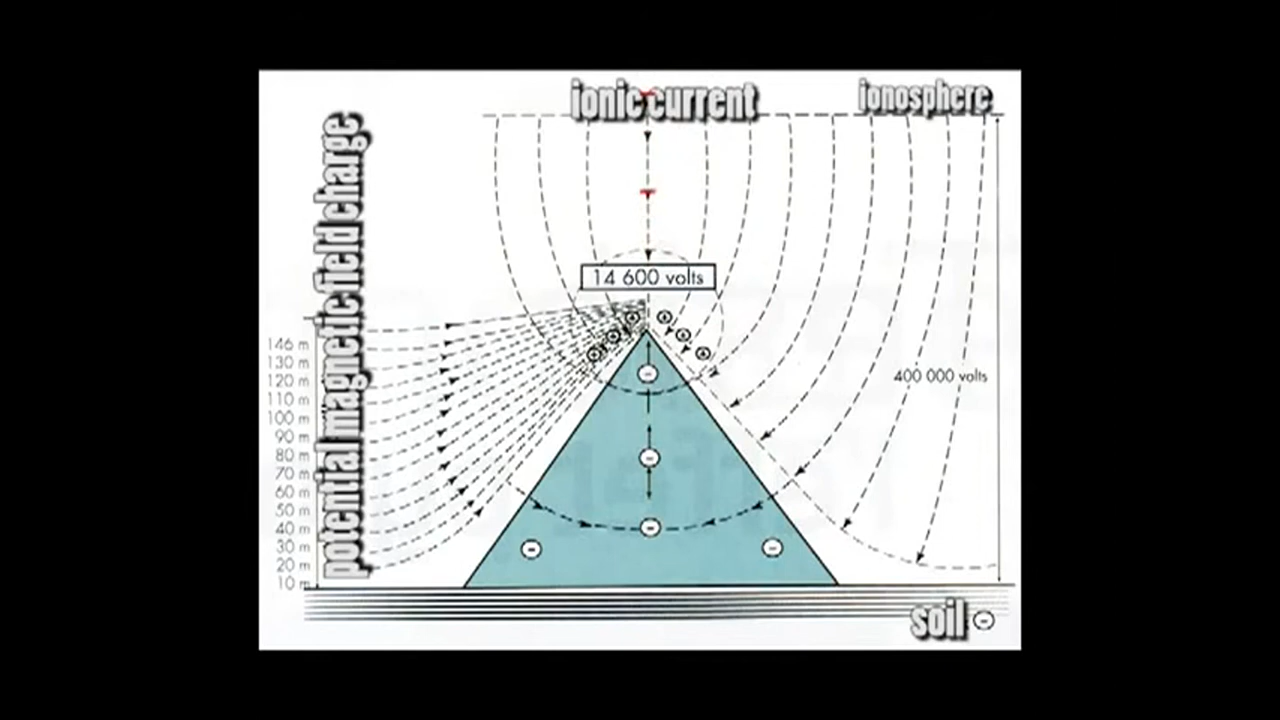 ionic current
ionosphere
potential magnetic field charge
14 600 volts
400 000 volts
146 m
130 m
120 m
110 m
100 m
90 m
80 m
70 m
60 m
50 m
40 m
30 m
20 m
10 m
soil